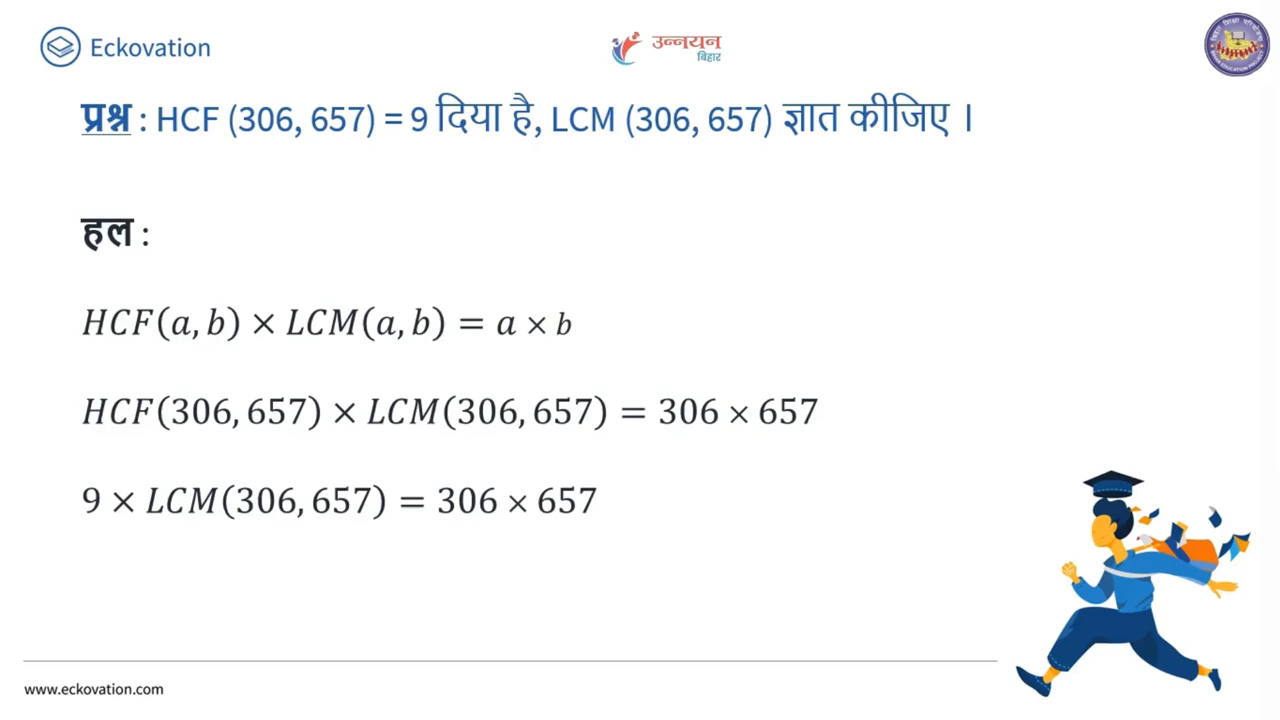 Eckovation
उन्नयन
बिहार
प्रश्न : HCF (306, 657) = 9 दिया है, LCM (306, 657) ज्ञात कीजिए ।
हल :
HCF(a, b) × LCM(a, b) = a × b
HCF(306, 657) × LCM(306, 657) = 306 × 657
9 × LCM(306, 657) = 306 × 657
www.eckovation.com